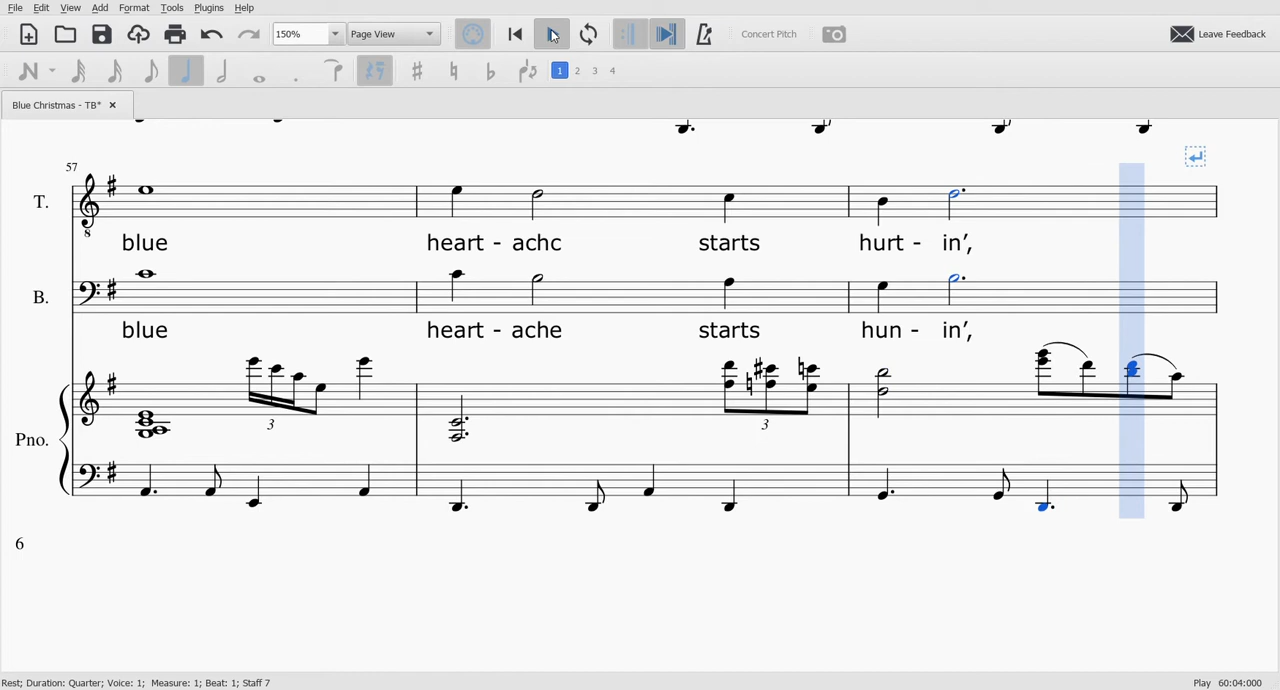 File Edit View Add Format Tools Plugins Help
150% Page View Concert Pitch Leave Feedback
1 2 3 4
Blue Christmas - TB*
57
T.
8
blue heart - achc starts hurt - in’,
B.
blue heart - ache starts hun - in’,
3 3
Pno.
6
Rest; Duration: Quarter; Voice: 1; Measure: 1; Beat: 1; Staff 7 Play 60:04:000